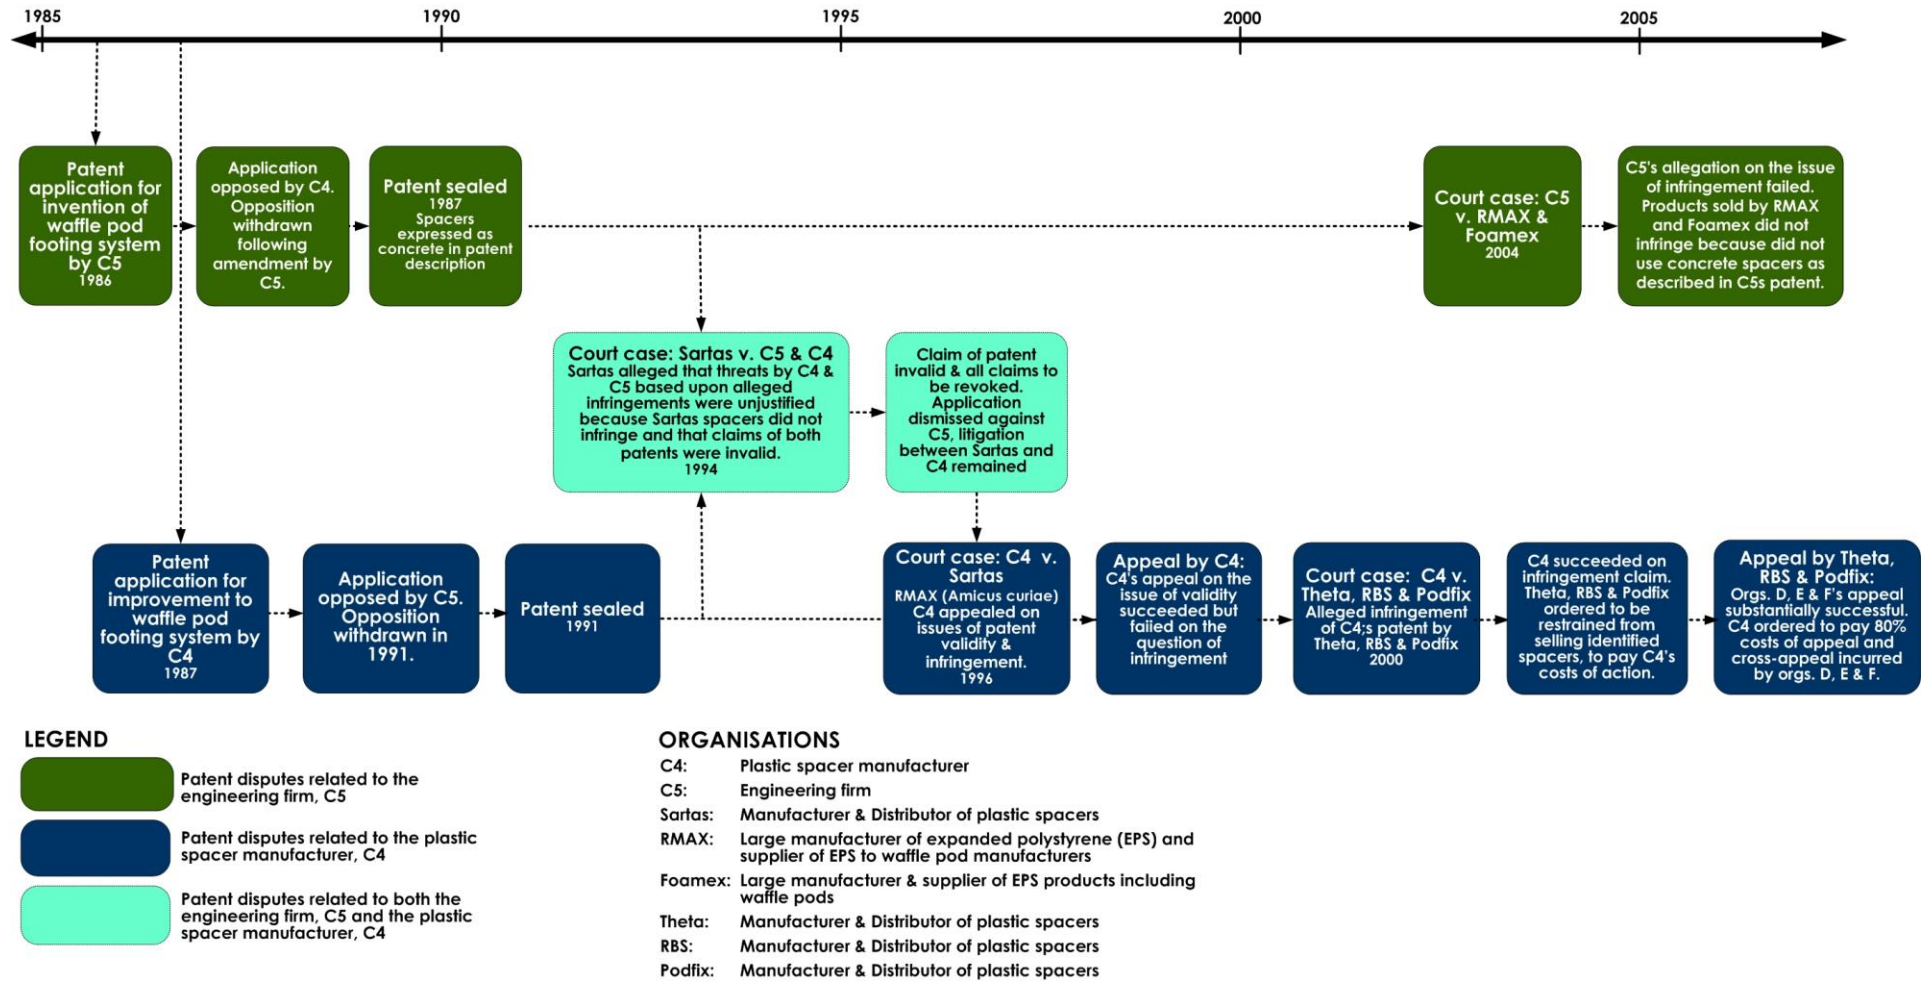 1985
1990
1995
2000
2005
Patent
application for
invention of
waffle pod
footing system
by C5
1986
Application
opposed by C4.
Opposition
withdrawn
following
amendment by
C5.
Patent sealed
1987
Spacers
expressed as
concrete in patent
description
Court case: C5
v. RMAX &
Foamex
2004
C5's allegation on the issue
of infringement failed.
Products sold by RMAX
and Foamex did not
infringe because did not
use concrete spacers as
described in C5s patent.
Court case: Sartas v. C5 & C4
Sartas alleged that threats by C4 &
C5 based upon alleged
infringements were unjustified
because Sartas spacers did not
infringe and that claims of both
patents were invalid.
1994
Claim of patent
invalid & all claims to
be revoked.
Application
dismissed against
C5, litigation
between Sartas and
C4 remained
Patent
application for
improvement to
waffle pod
footing system by
C4
1987
Application
opposed by C5.
Opposition
withdrawn in
1991.
Patent sealed
1991
Court case: C4 v.
Sartas
RMAX (Amicus curiae)
C4 appealed on
issues of patent
validity &
infringement.
1996
Appeal by C4:
C4's appeal on the
issue of validity
succeeded but
failed on the
question of
infringement
Court case: C4 v.
Theta, RBS & Podfix
Alleged infringement
of C4;s patent by
Theta, RBS & Podfix
2000
C4 succeeded on
infringement claim.
Theta, RBS & Podfix
ordered to be
restrained from
selling identified
spacers, to pay C4's
costs of action.
Appeal by Theta,
RBS & Podfix:
Orgs. D, E & F's appeal
substantially successful.
C4 ordered to pay 80%
costs of appeal and
cross-appeal incurred
by orgs. D, E & F.
LEGEND
Patent disputes related to the
engineering firm, C5
Patent disputes related to the plastic
spacer manufacturer, C4
Patent disputes related to both the
engineering firm, C5 and the plastic
spacer manufacturer, C4
ORGANISATIONS
C4: Plastic spacer manufacturer
C5: Engineering firm
Sartas: Manufacturer & Distributor of plastic spacers
RMAX: Large manufacturer of expanded polystyrene (EPS) and
supplier of EPS to waffle pod manufacturers
Foamex: Large manufacturer & supplier of EPS products including
waffle pods
Theta: Manufacturer & Distributor of plastic spacers
RBS: Manufacturer & Distributor of plastic spacers
Podfix: Manufacturer & Distributor of plastic spacers